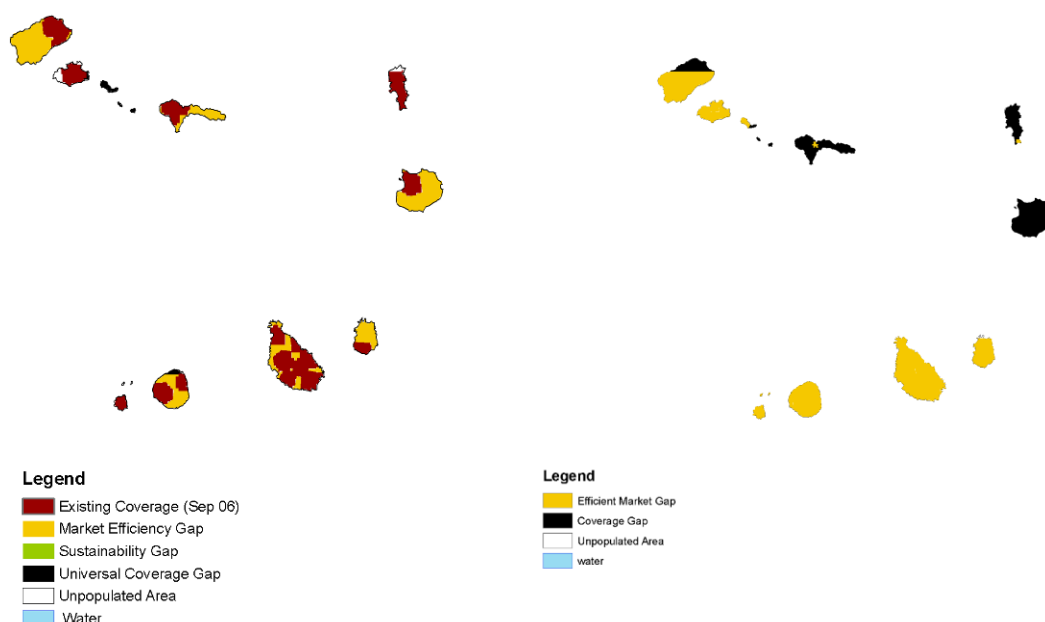 Legend
Existing Coverage (Sep 06)
Market Efficiency Gap
Sustainability Gap
Universal Coverage Gap
Unpopulated Area
Water
Legend
Efficient Market Gap
Coverage Gap
Unpopulated Area
water